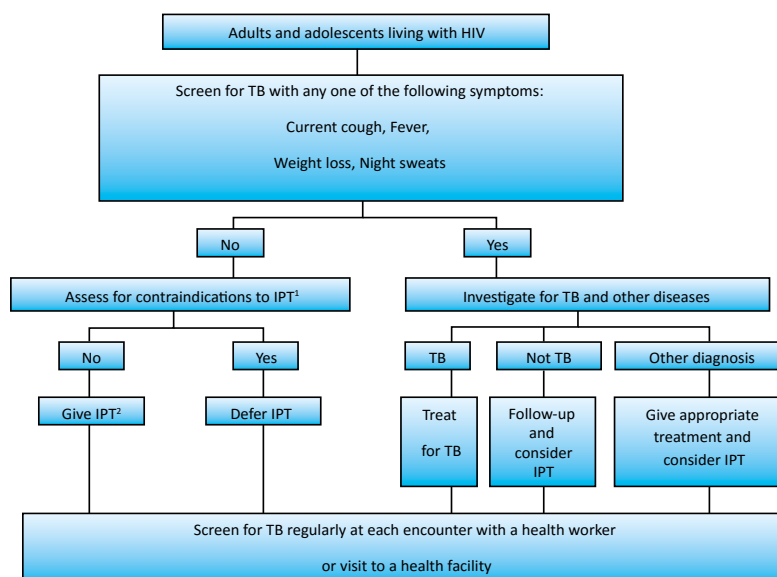 Adults and adolescents living with HIV
Screen for TB with any one of the following symptoms:
Current cough, Fever,
Weight loss, Night sweats
No
Yes
Assess for contraindications to IPT¹
Investigate for TB and other diseases
No
Yes
TB
Not TB
Other diagnosis
Give IPT²
Defer IPT
Treat
for TB
Follow-up
and
consider
IPT
Give appropriate
treatment and
consider IPT
Screen for TB regularly at each encounter with a health worker
or visit to a health facility